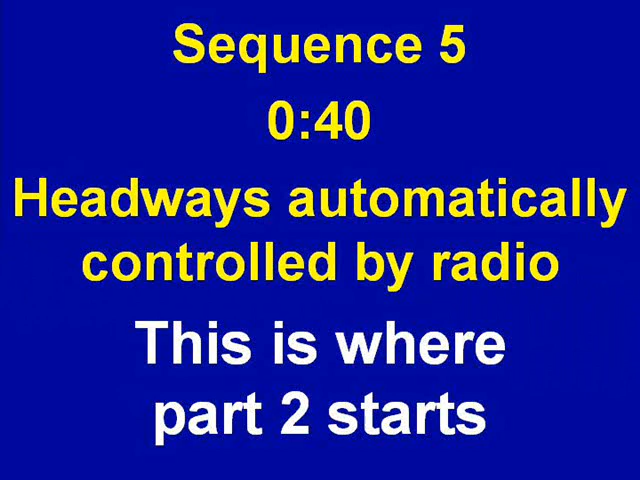 Sequence 5
0:40
Headways automatically
controlled by radio
This is where
part 2 starts